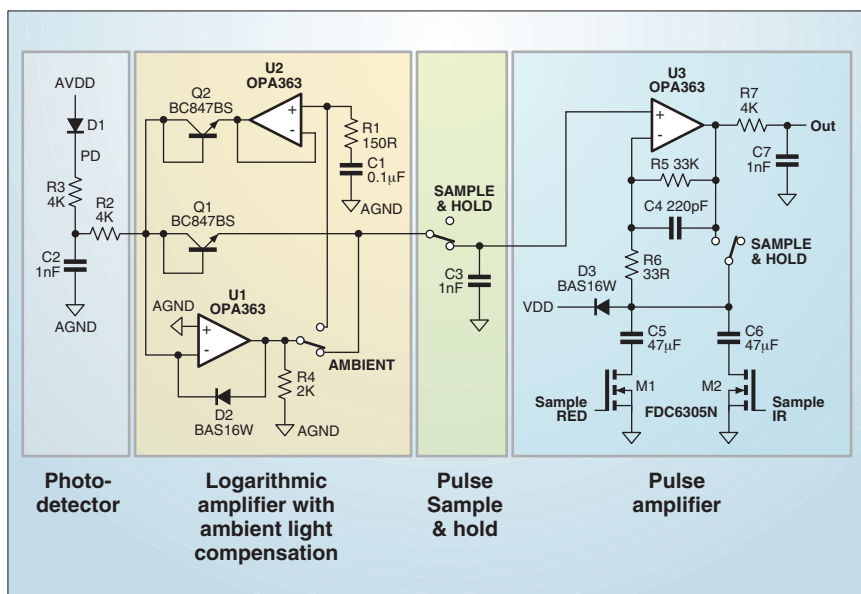 AVDD
D1
PD
R3
4K
R2
4K
C2
1nF
AGND
U2
OPA363
Q2
BC847BS
+
-
R1
150R
C1
0.1µF
AGND
Q1
BC847BS
U1
OPA363
AGND
+
-
AMBIENT
R4
2K
D2
BAS16W
AGND
SAMPLE
& HOLD
C3
1nF
U3
OPA363
+
-
R7
4K
Out
C7
1nF
R5 33K
C4 220pF
SAMPLE
& HOLD
R6
33R
D3
BAS16W
VDD
C5
47µF
C6
47µF
M1
M2
Sample
RED
FDC6305N
Sample
IR
Photo-
detector
Logarithmic
amplifier with
ambient light
compensation
Pulse
Sample
& hold
Pulse
amplifier